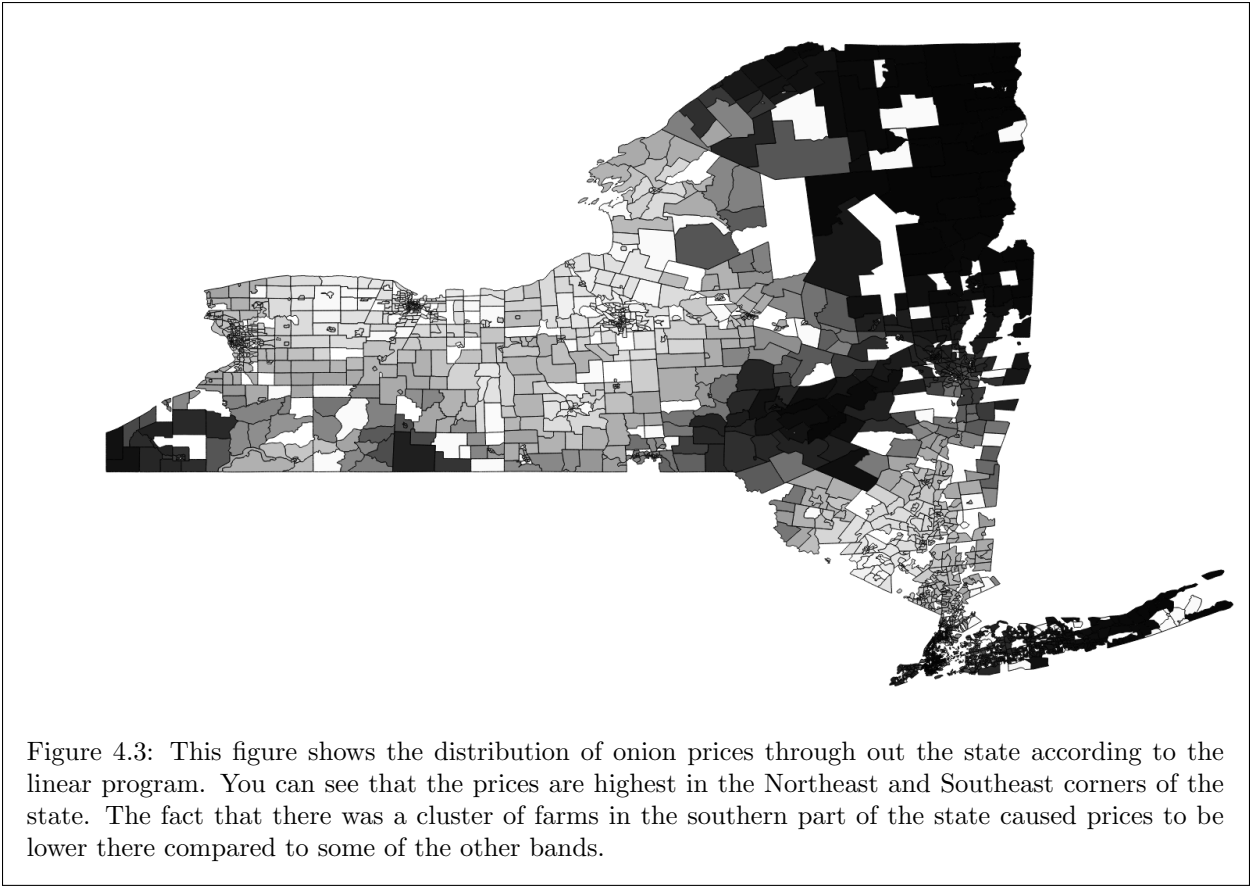 Figure 4.3: This figure shows the distribution of onion prices through out the state according to the
linear program. You can see that the prices are highest in the Northeast and Southeast corners of the
state. The fact that there was a cluster of farms in the southern part of the state caused prices to be
lower there compared to some of the other bands.